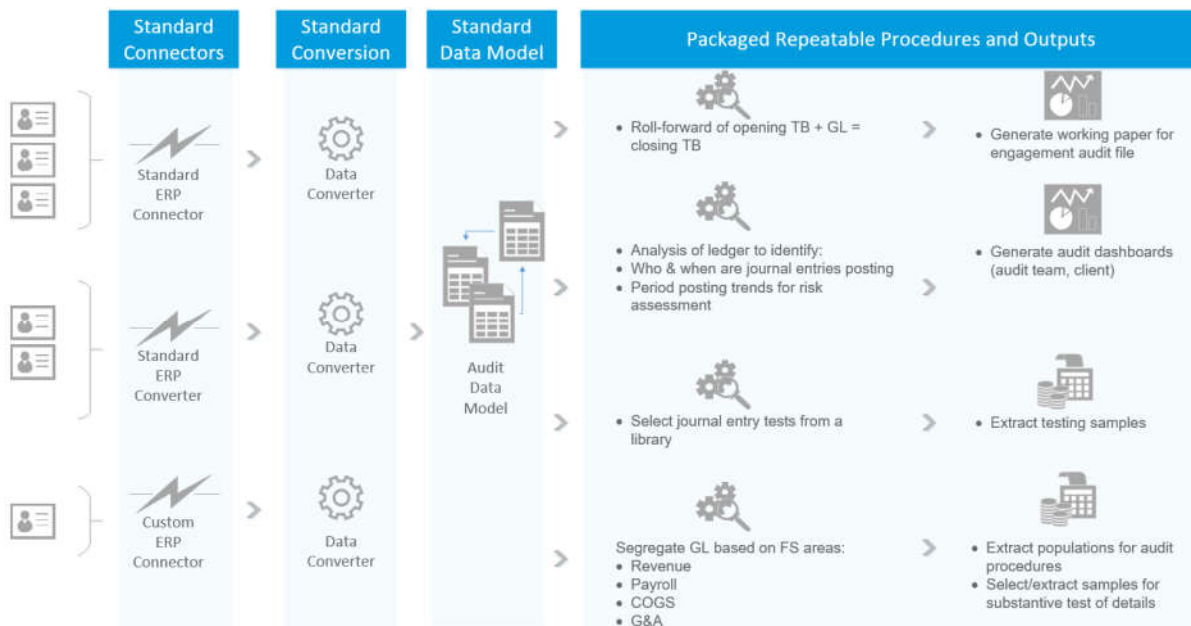 Standard
Connectors
Standard
Conversion
Standard
Data Model
Packaged Repeatable Procedures and Outputs
Standard
ERP
Connector
Data
Converter
• Roll-forward of opening TB + GL =
closing TB
• Generate working paper for
engagement audit file
Standard
ERP
Converter
Data
Converter
Audit
Data
Model
• Analysis of ledger to identify:
• Who & when are journal entries posting
• Period posting trends for risk
assessment
• Generate audit dashboards
(audit team, client)
• Select journal entry tests from a
library
• Extract testing samples
Custom
ERP
Connector
Data
Converter
Segregate GL based on FS areas:
• Revenue
• Payroll
• COGS
• G&A
• Extract populations for audit
procedures
• Select/extract samples for
substantive test of details